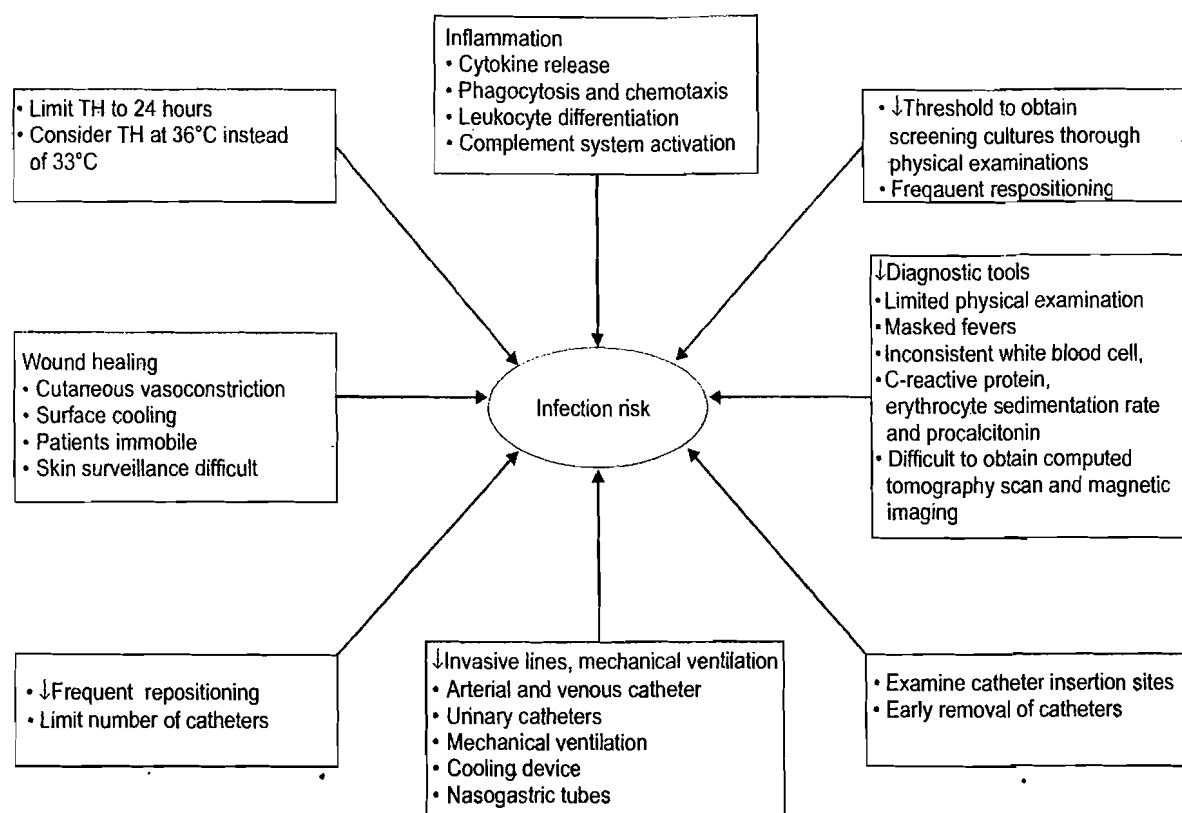 Inflammation
• Cytokine release
• Phagocytosis and chemotaxis
• Leukocyte differentiation
• Complement system activation
• Limit TH to 24 hours
• Consider TH at 36°C instead
of 33°C
• ↓Threshold to obtain
screening cultures thorough
physical examinations
• Freqauent respositioning
Wound healing
• Cutaneous vasoconstriction
• Surface cooling
• Patients immobile
• Skin surveillance difficult
Infection risk
↓Diagnostic tools
• Limited physical examination
• Masked fevers
• Inconsistent white blood cell,
• C-reactive protein,
erythrocyte sedimentation rate
and procalcitonin
• Difficult to obtain computed
tomography scan and magnetic
imaging
• ↓Frequent repositioning
• Limit number of catheters
↓Invasive lines, mechanical ventilation
• Arterial and venous catheter
• Urinary catheters
• Mechanical ventilation
• Cooling device
• Nasogastric tubes
• Examine catheter insertion sites
• Early removal of catheters